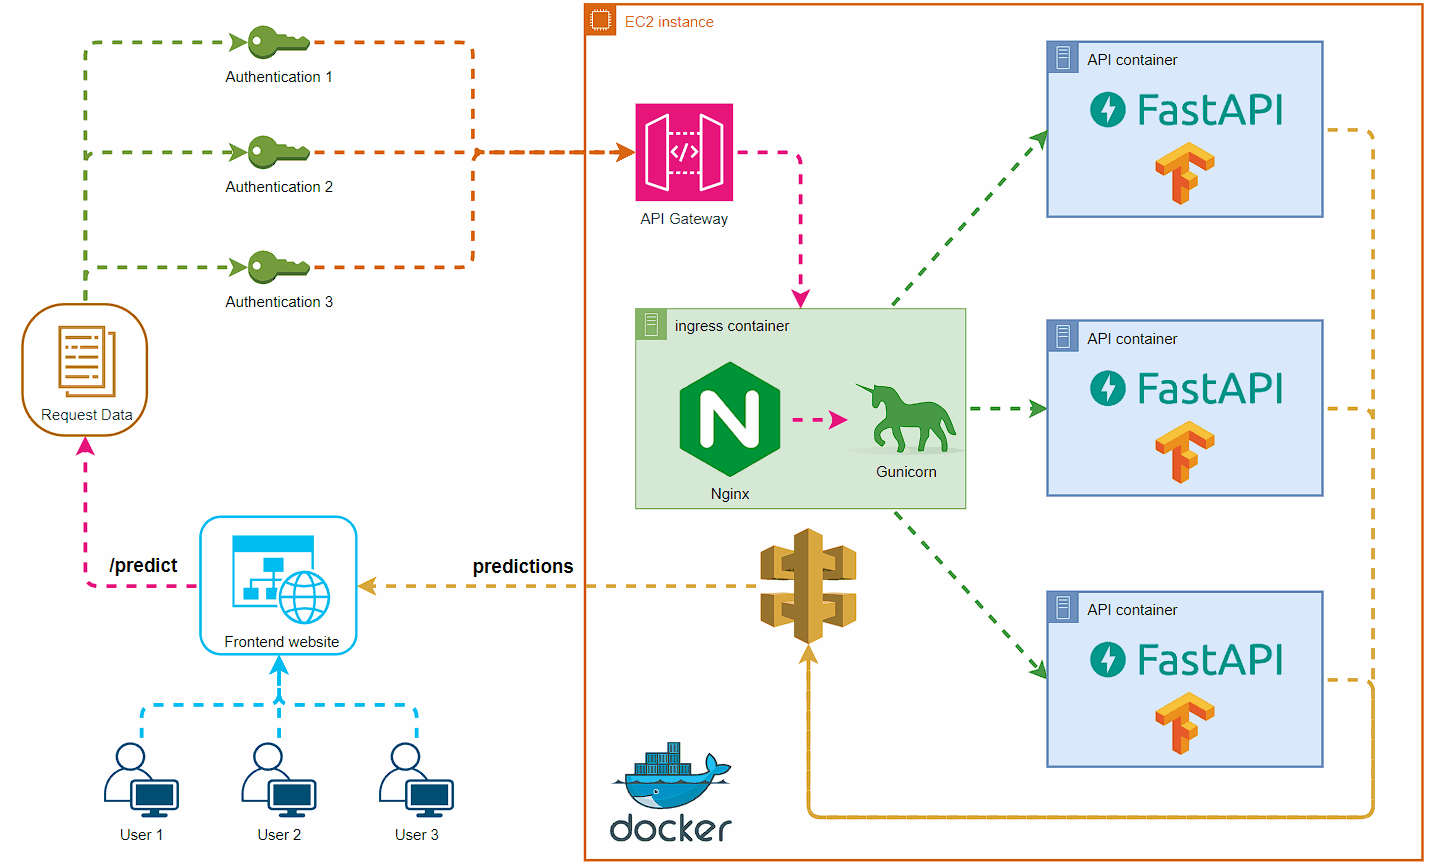 EC2 instance
Authentication 1
Authentication 2
Authentication 3
Request Data
/predict
Frontend website
User 1
User 2
User 3
predictions
</>
API Gateway
ingress container
N
Nginx
Gunicorn
docker
API container
FastAPI
API container
FastAPI
API container
FastAPI